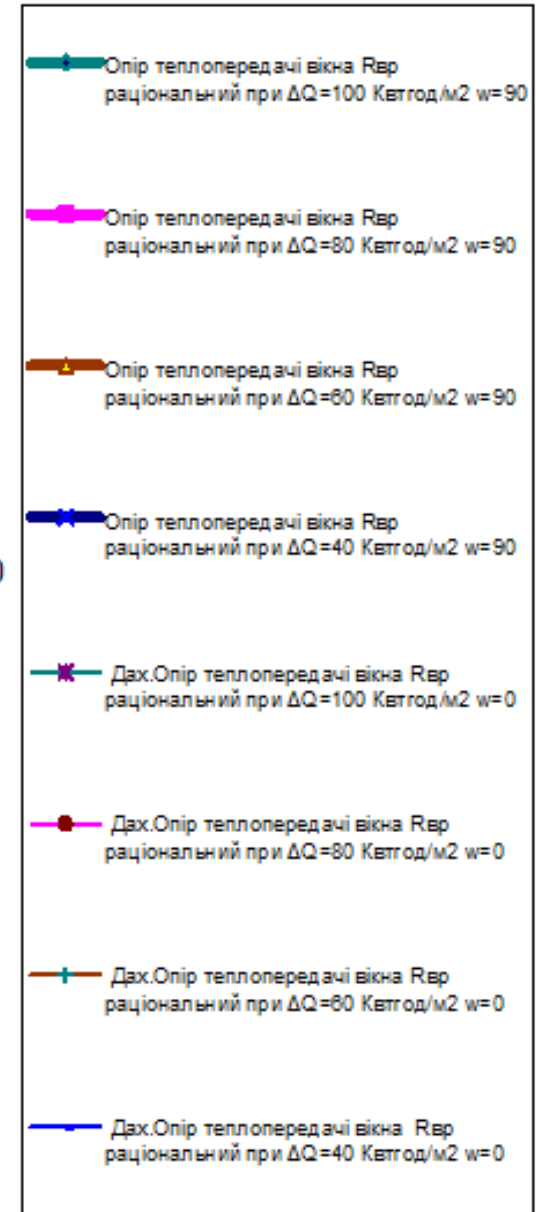 Опір теплопередачі вікна Rвр
раціональний при ΔQ=100 Квтгод/м2 w=90
Опір теплопередачі вікна Rвр
раціональний при ΔQ=80 Квтгод/м2 w=90
Опір теплопередачі вікна Rвр
раціональний при ΔQ=60 Квтгод/м2 w=90
Опір теплопередачі вікна Rвр
раціональний при ΔQ=40 Квтгод/м2 w=90
Дах.Опір теплопередачі вікна Rвр
раціональний при ΔQ=100 Квтгод/м2 w=0
Дах.Опір теплопередачі вікна Rвр
раціональний при ΔQ=80 Квтгод/м2 w=0
Дах.Опір теплопередачі вікна Rвр
раціональний при ΔQ=60 Квтгод/м2 w=0
Дах.Опір теплопередачі вікна Rвр
раціональний при ΔQ=40 Квтгод/м2 w=0